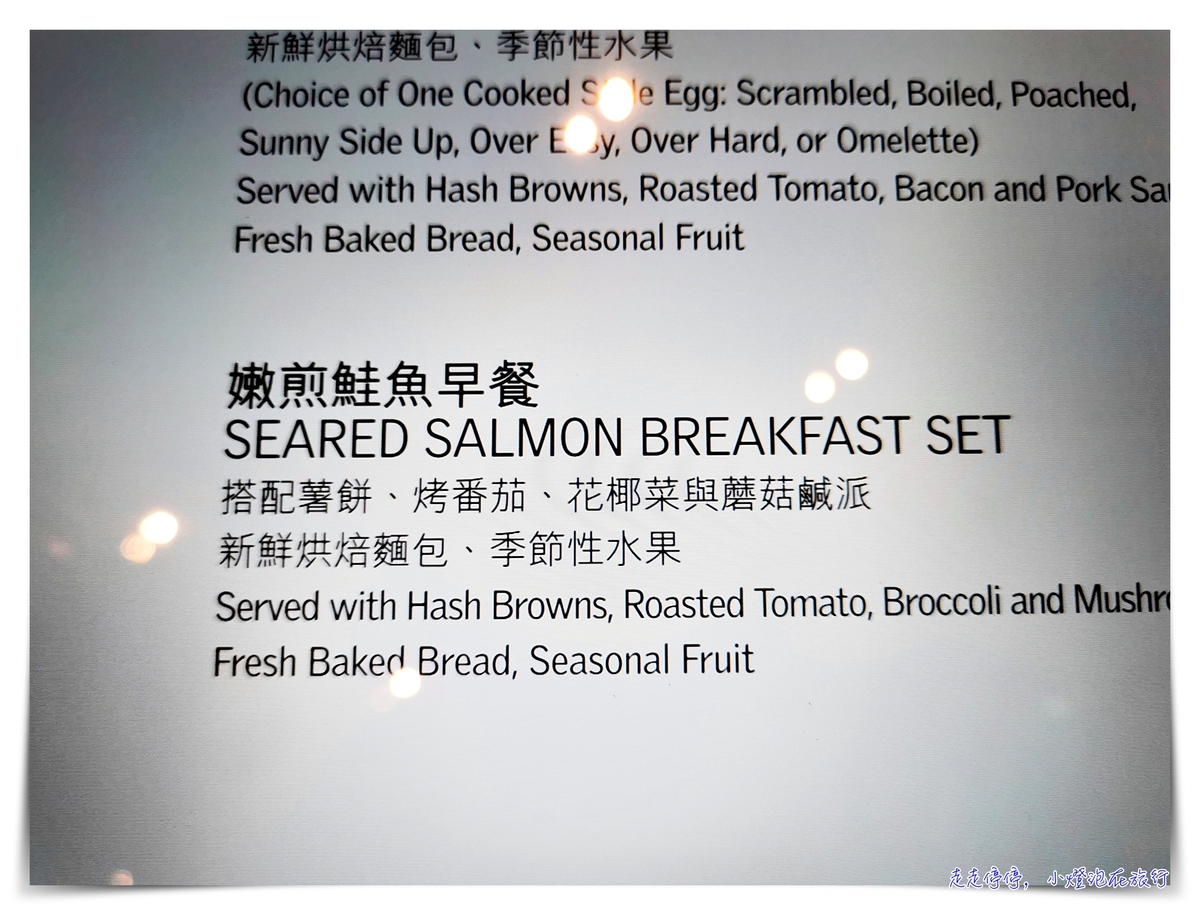 新鮮烘焙麵包、季節性水果
(Choice of One Cooked Egg: Scrambled, Boiled, Poached,
Sunny Side Up, Over Easy, Over Hard, or Omelette)
Served with Hash Browns, Roasted Tomato, Bacon and Pork
Fresh Baked Bread, Seasonal Fruit
嫩煎鮭魚早餐
SEARED SALMON BREAKFAST SET
搭配薯餅、烤番茄、花椰菜與蘑菇鹹派
新鮮烘焙麵包、季節性水果
Served with Hash Browns, Roasted Tomato, Broccoli and
Fresh Baked Bread, Seasonal Fruit
走走停停,小燈泡在旅行